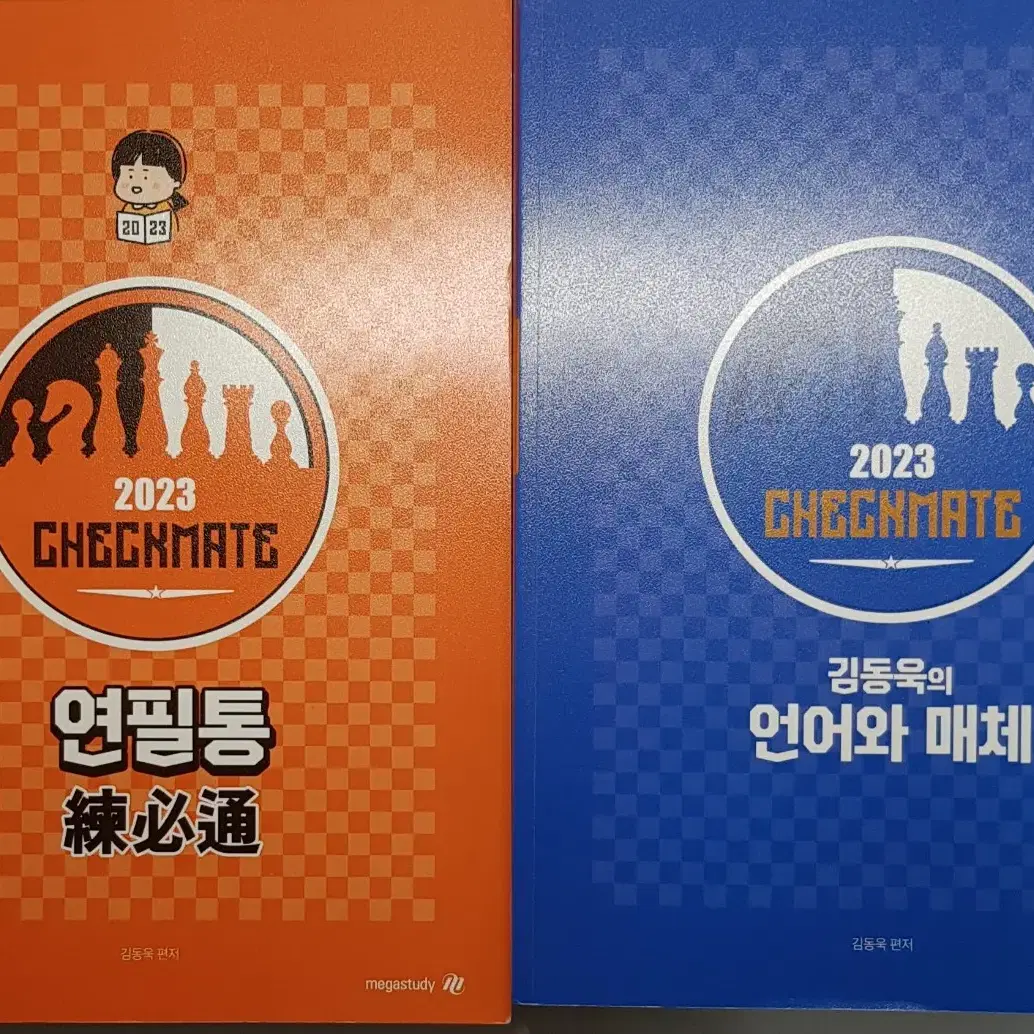 20 23
2023
CHECKMATE
연필통
練必通
김동욱 편저
megastudy
2023
CHECKMATE
김동욱의
언어와 매체
김동욱 편저